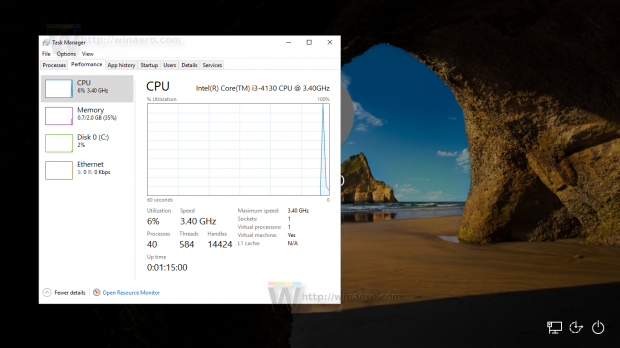 http://winaero.com
Task Manager
File Options View
Processes Performance App history Startup Users Details Services
CPU
6% 3.40 GHz
Memory
0.7/2.0 GB (35%)
Disk 0 (C:)
2%
Ethernet
S: 0 R: 0 Kbps
CPU Intel(R) Core(TM) i3-4130 CPU @ 3.40GHz
% Utilization 100%
60 seconds 0
Utilization Speed
6% 3.40 GHz
Processes Threads Handles
40 584 14424
Up time
0:01:15:00
Maximum speed: 3.40 GHz
Sockets: 1
Virtual processors: 1
Virtual machine: Yes
L1 cache: N/A
Fewer details Open Resource Monitor
W http://winaero.com